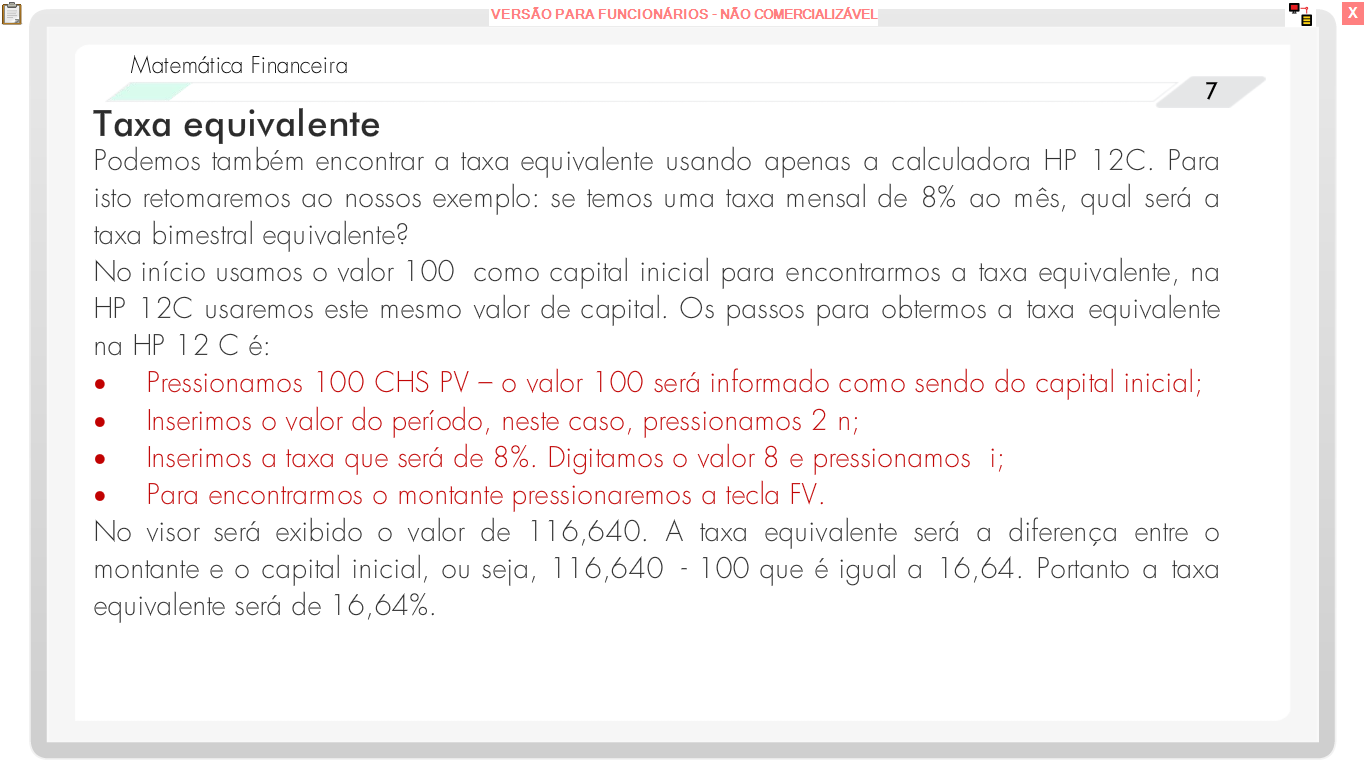 VERSÃO PARA FUNCIONÁRIOS - NÃO COMERCIALIZÁVEL
X
Matemática Financeira
7
Taxa equivalente
Podemos também encontrar a taxa equivalente usando apenas a calculadora HP 12C. Para
isto retomaremos ao nossos exemplo: se temos uma taxa mensal de 8% ao mês, qual será a
taxa bimestral equivalente?
No início usamos o valor 100 como capital inicial para encontrarmos a taxa equivalente, na
HP 12C usaremos este mesmo valor de capital. Os passos para obtermos a taxa equivalente
na HP 12 C é:
• Pressionamos 100 CHS PV – o valor 100 será informado como sendo do capital inicial;
• Inserimos o valor do período, neste caso, pressionamos 2 n;
• Inserimos a taxa que será de 8%. Digitamos o valor 8 e pressionamos i;
• Para encontrarmos o montante pressionaremos a tecla FV.
No visor será exibido o valor de 116,640. A taxa equivalente será a diferença entre o
montante e o capital inicial, ou seja, 116,640 - 100 que é igual a 16,64. Portanto a taxa
equivalente será de 16,64%.